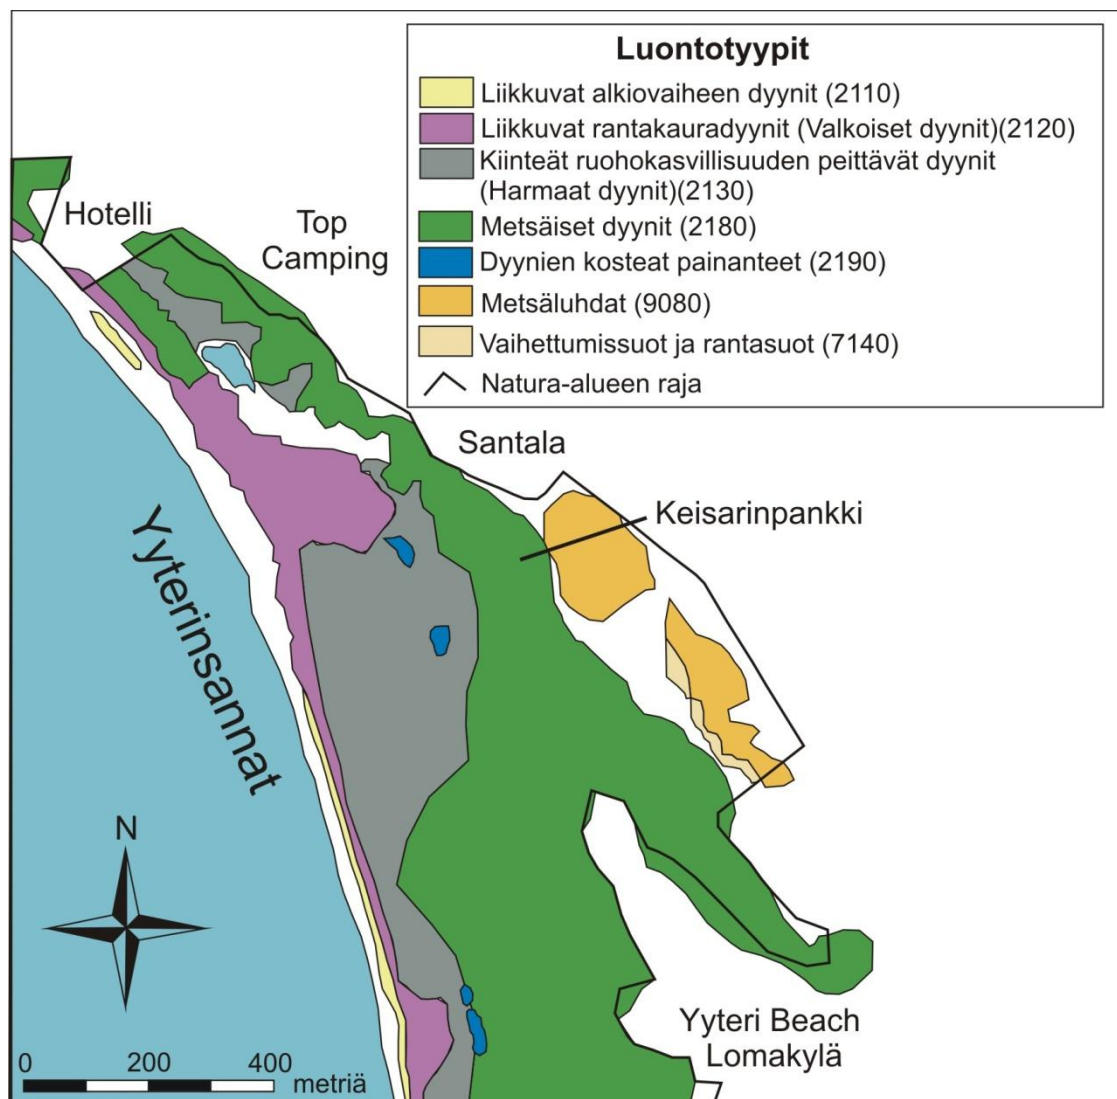 Luontotyypit
Liikkuvat alkiovaiheen dyynit (2110)
Liikkuvat rantakauradyynit (Valkoiset dyynit)(2120)
Kiinteät ruohokasvillisuuden peittävät dyynit
(Harmaat dyynit)(2130)
Metsäiset dyynit (2180)
Dyynien kosteat painanteet (2190)
Metsäluhdat (9080)
Vaihettumissuot ja rantasuot (7140)
Natura-alueen raja
Hotelli
Top
Camping
Santala
Keisarinpankki
Yyterinsannat
N
Yyteri Beach
Lomakylä
0 200 400
metriä